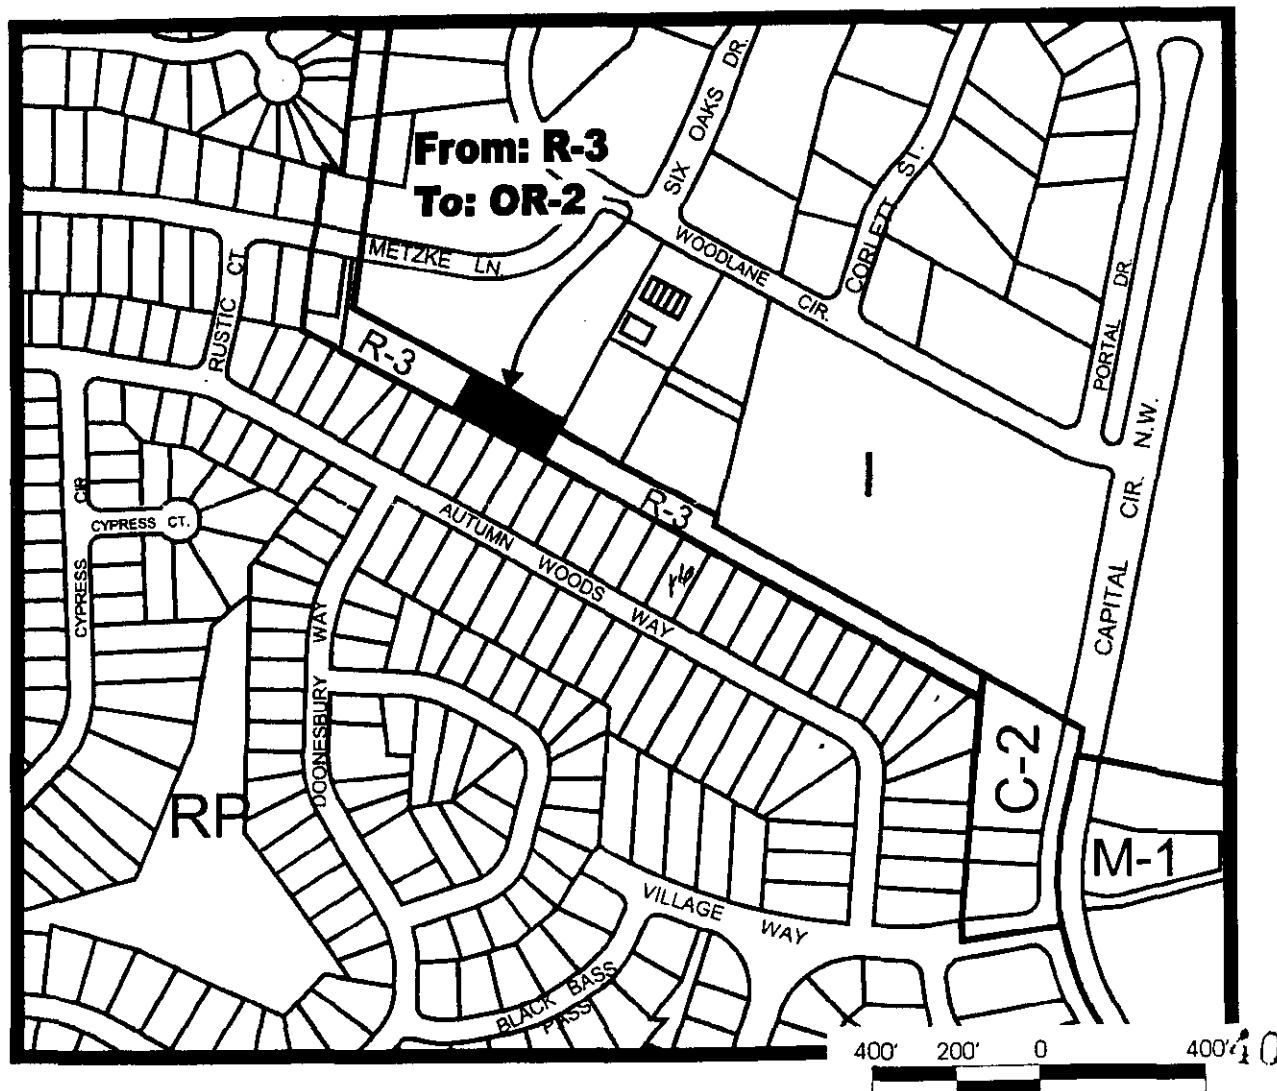 From: R-3
To: OR-2
SIX OAKS DR.
METZKE LN
WOODLANE CIR.
CORLETT ST.
PORTAL DR.
RUSTIC CT
R-3
R-3
I
CAPITAL CIR. N.W.
CYPRESS CT.
CYPRESS CIR
AUTUMN WOODS WAY
DOONESBURY WAY
RP
C-2
M-1
VILLAGE WAY
BLACK BASS PASS
400' 200' 0 400'